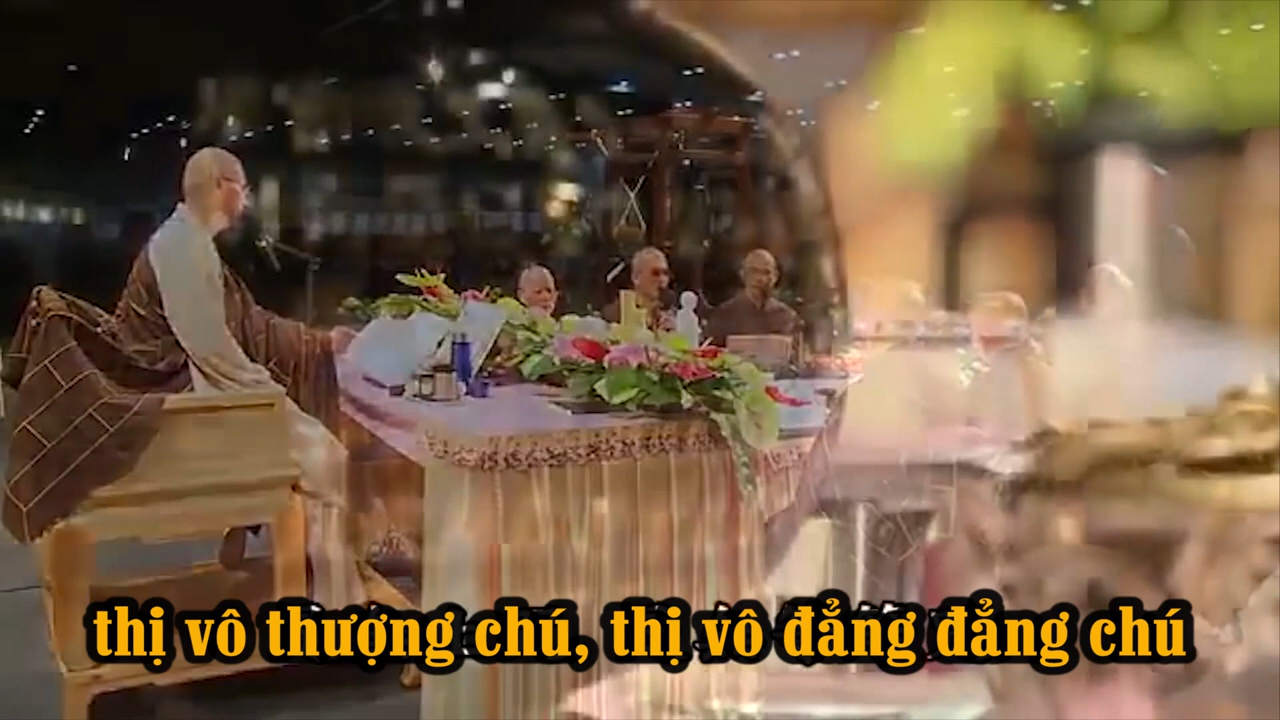 thị vô thượng chú, thị vô đẳng đẳng chú